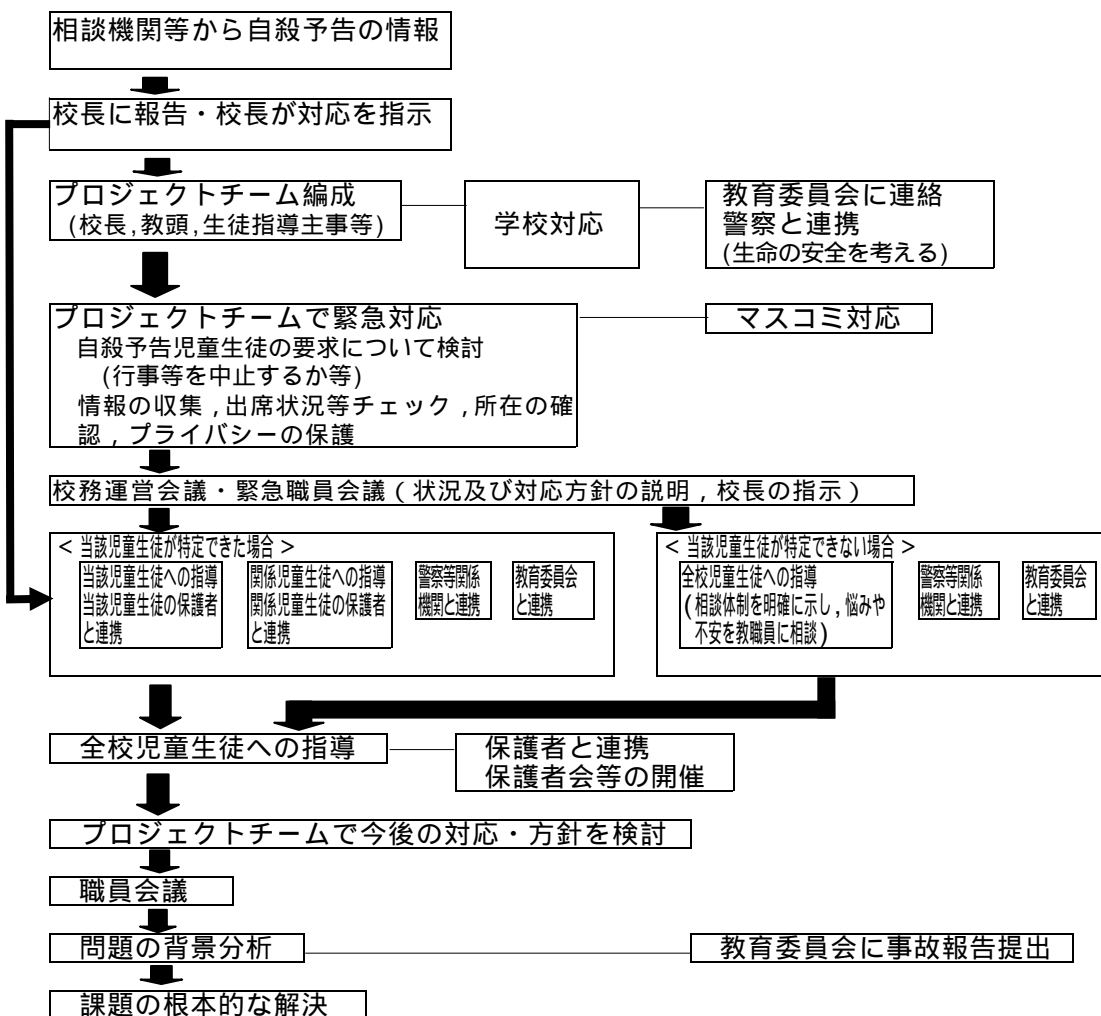 相談機関等から自殺予告の情報
校長に報告・校長が対応を指示
プロジェクトチーム編成
(校長,教頭,生徒指導主事等)
学校対応
教育委員会に連絡
警察と連携
(生命の安全を考える)
プロジェクトチームで緊急対応
自殺予告児童生徒の要求について検討
(行事等を中止するか等)
情報の収集,出席状況等チェック,所在の確
認,プライバシーの保護
マスコミ対応
校務運営会議・緊急職員会議(状況及び対応方針の説明,校長の指示)
<当該児童生徒が特定できた場合>
当該児童生徒への指導
当該児童生徒の保護者
と連携
関係児童生徒への指導
関係児童生徒の保護者
と連携
警察等関係
機関と連携
教育委員会
と連携
<当該児童生徒が特定できない場合>
全校児童生徒への指導
(相談体制を明確に示し,悩みや
不安を教職員に相談)
警察等関係
機関と連携
教育委員会
と連携
全校児童生徒への指導
保護者と連携
保護者会等の開催
プロジェクトチームで今後の対応・方針を検討
職員会議
問題の背景分析
教育委員会に事故報告提出
課題の根本的な解決